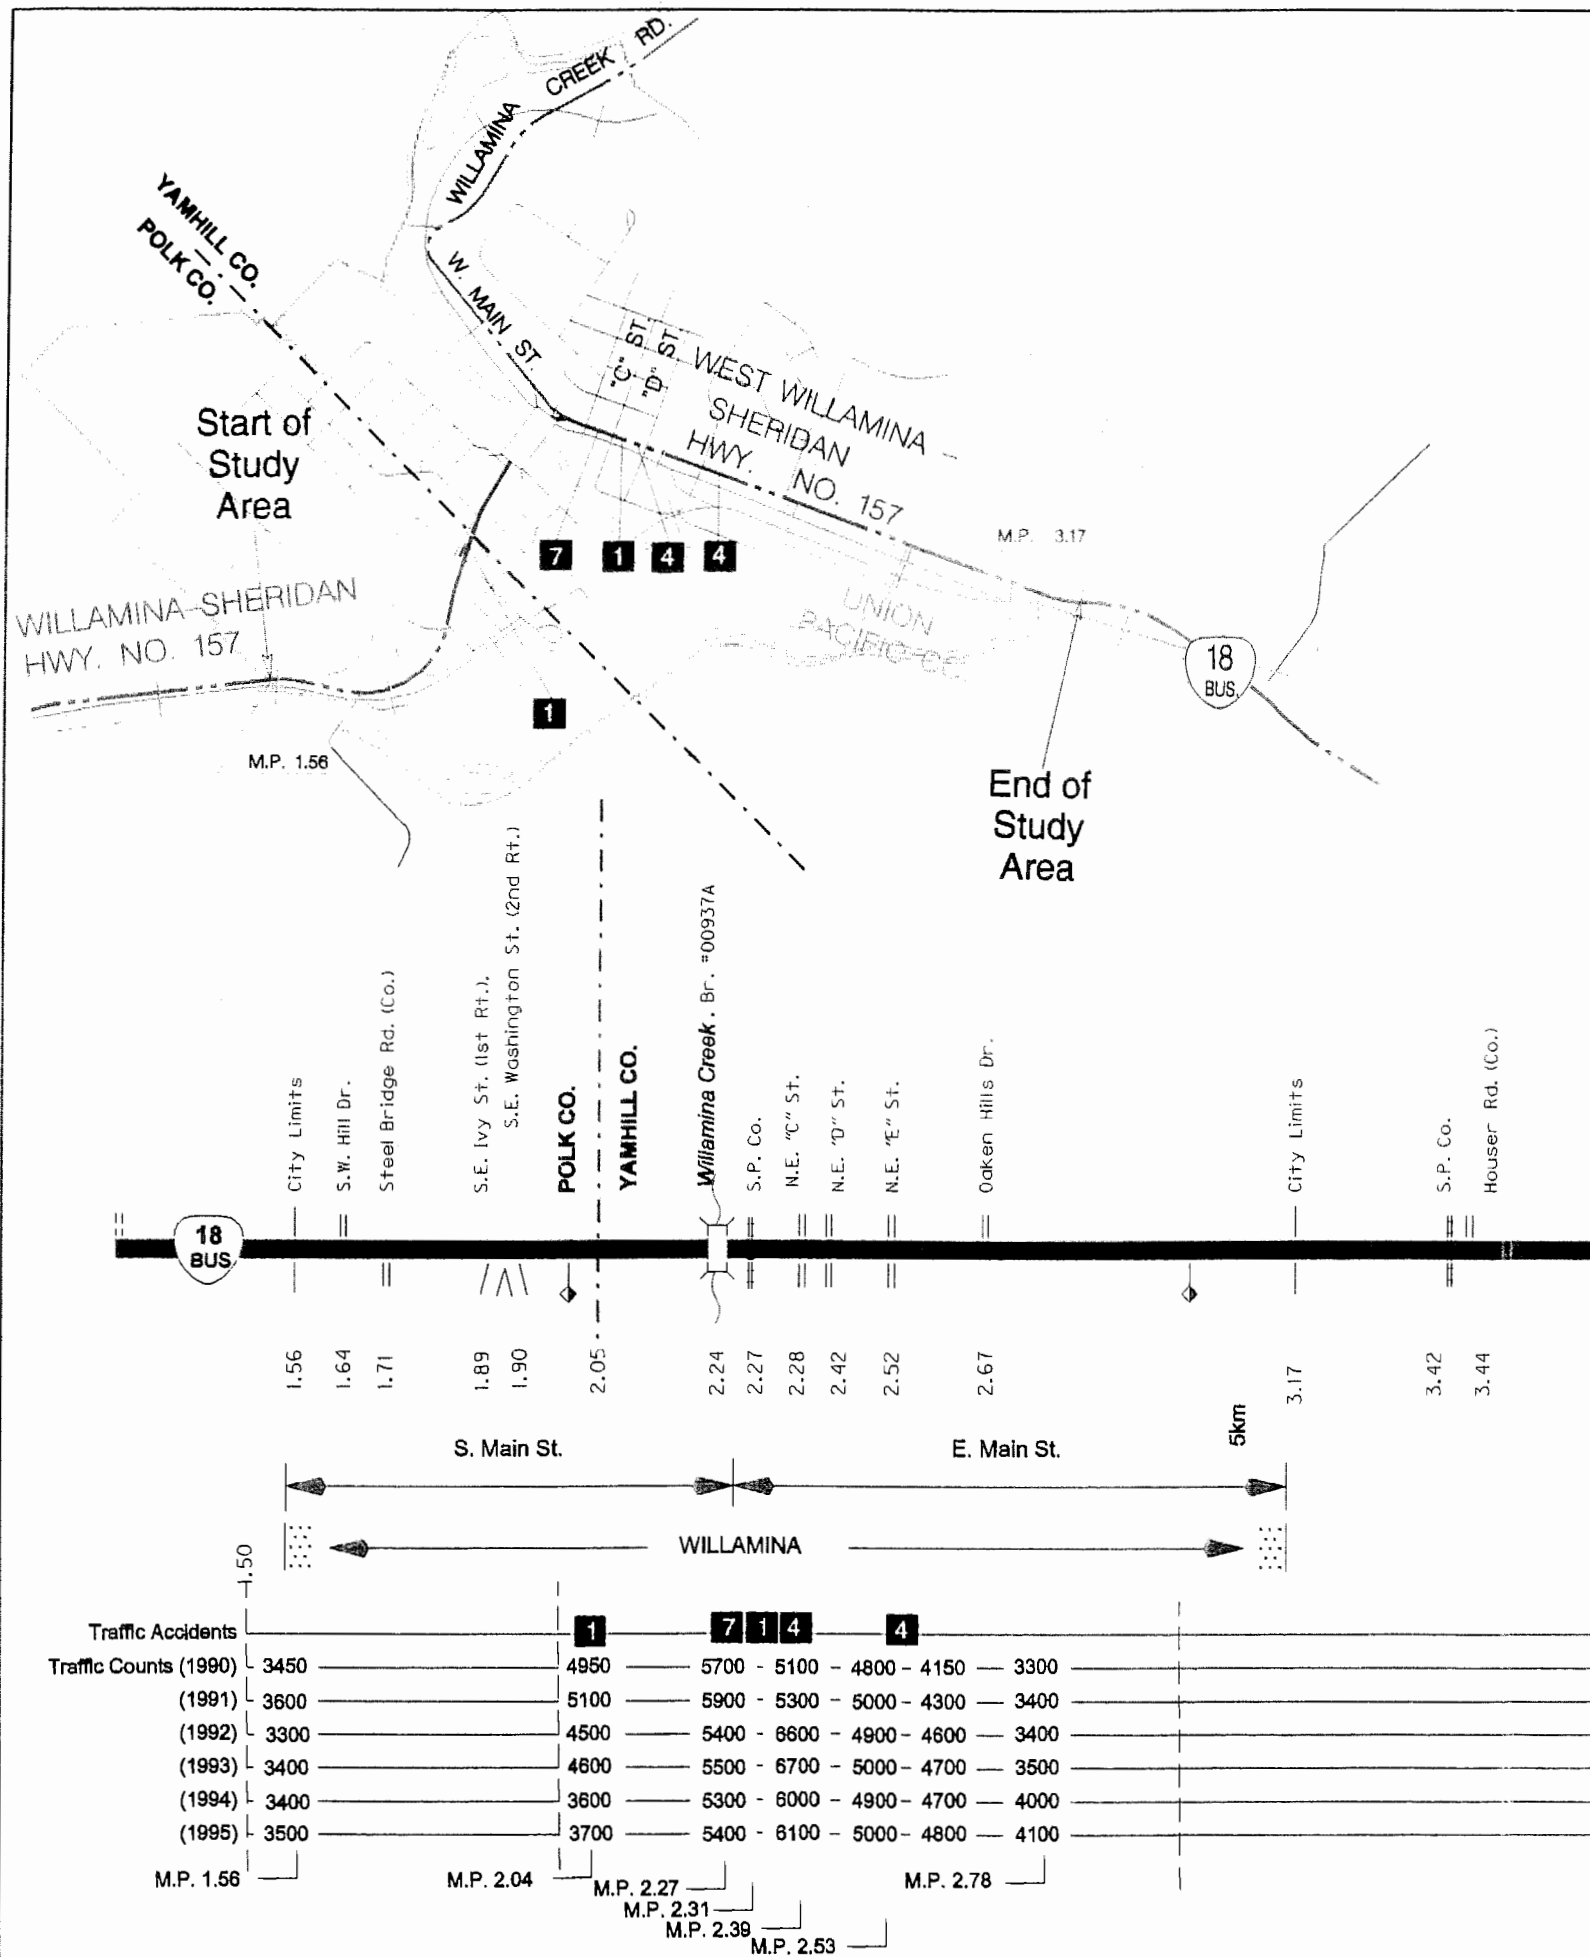 WILLAMINA CREEK RD.
YAMHILL CO.
POLK CO.
W. MAIN ST.
"C" ST.
"D" ST.
WEST WILLAMINA -
SHERIDAN
HWY. NO. 157
Start of
Study
Area
7 1 4 4
M.P. 3.17
WILLAMINA-SHERIDAN
HWY. NO. 157
UNION
PACIFIC CO.
18
BUS.
1
M.P. 1.56
End of
Study
Area
City Limits
S.W. Hill Dr.
Steel Bridge Rd. (Co.)
S.E. Ivy St. (1st Rt.).
S.E. Washington St. (2nd Rt.)
POLK CO.
YAMHILL CO.
Willamina Creek. Br. #00937A
S.P. Co.
N.E. "C" St.
N.E. "D" St.
N.E. "E" St.
Oaken Hills Dr.
City Limits
S.P. Co.
Houser Rd. (Co.)
18
BUS.
1.56 1.64 1.71 1.89 1.90 2.05 2.24 2.27 2.28 2.42 2.52 2.67 3.17 3.42 3.44
5km
S. Main St. E. Main St.
WILLAMINA
1.50
Traffic Accidents 1 7 1 4 4
Traffic Counts (1990) 3450 4950 5700 - 5100 - 4800 - 4150 - 3300
(1991) 3600 5100 5900 - 5300 - 5000 - 4300 - 3400
(1992) 3300 4500 5400 - 6600 - 4900 - 4600 - 3400
(1993) 3400 4600 5500 - 6700 - 5000 - 4700 - 3500
(1994) 3400 3600 5300 - 6000 - 4900 - 4700 - 4000
(1995) 3500 3700 5400 - 6100 - 5000 - 4800 - 4100
M.P. 1.56 M.P. 2.04 M.P. 2.27 M.P. 2.78
M.P. 2.31
M.P. 2.39
M.P. 2.53